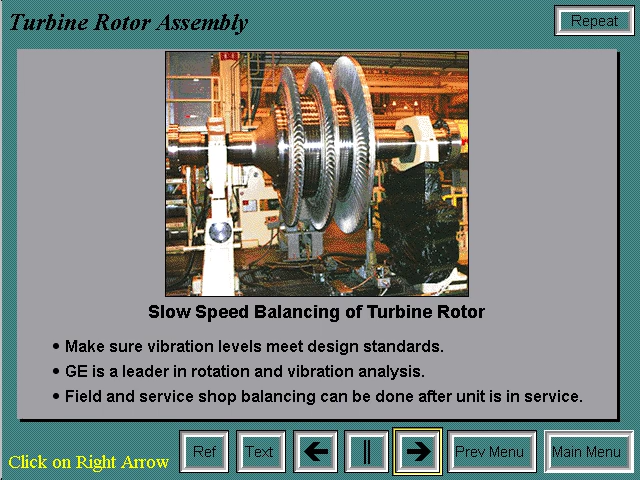 Turbine Rotor Assembly
Repeat
Slow Speed Balancing of Turbine Rotor
• Make sure vibration levels meet design standards.
• GE is a leader in rotation and vibration analysis.
• Field and service shop balancing can be done after unit is in service.
Click on Right Arrow
Ref
Text
Prev Menu
Main Menu